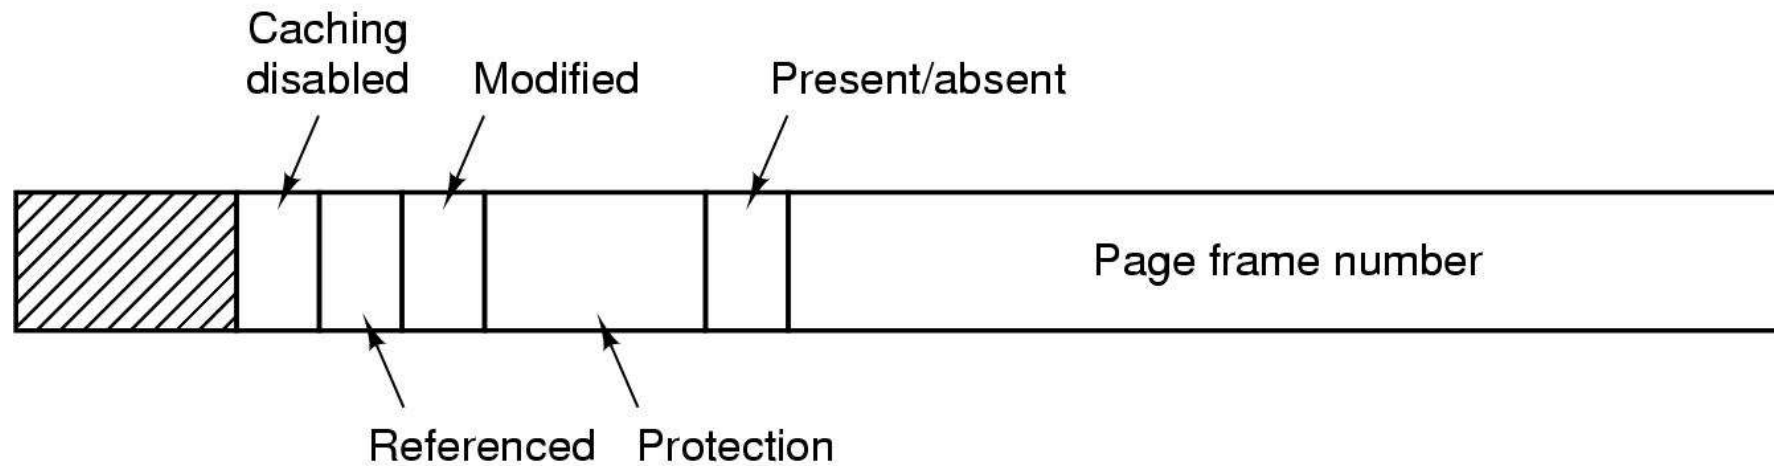 Caching
disabled
Modified
Present/absent
Page frame number
Referenced
Protection